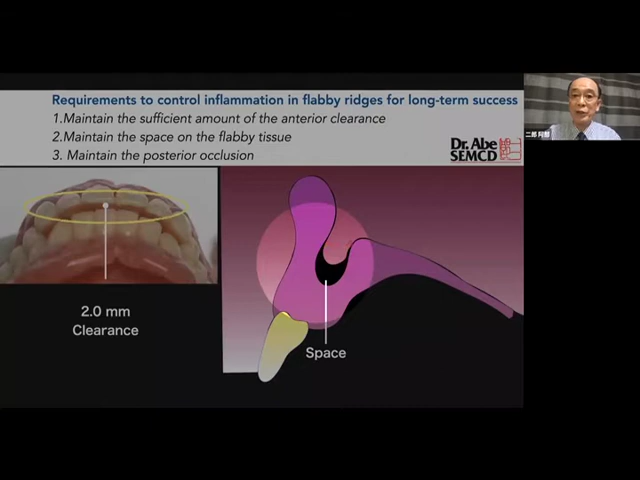 Requirements to control inflammation in flabby ridges for long-term success
1.Maintain the sufficient amount of the anterior clearance
2.Maintain the space on the flabby tissue
3. Maintain the posterior occlusion
Dr. Abe
SEMCD
2.0 mm
Clearance
Space